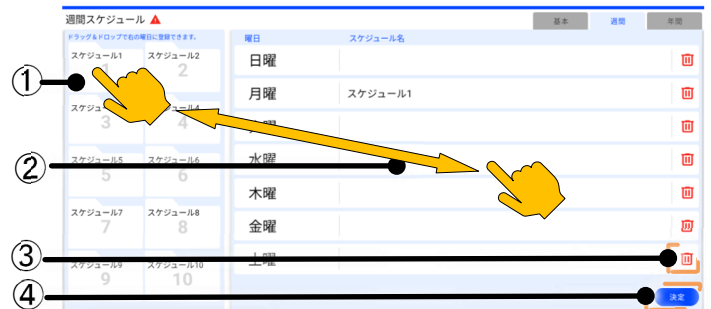 週間スケジュール
基本 週間 年間
ドラッグ&ドロップで右の曜日に登録できます。
曜日 スケジュール名
スケジュール1 スケジュール2
2
日曜
①
月曜 スケジュール1
3 4
②
スケジュール5 スケジュール6
5 6
水曜
木曜
スケジュール7 スケジュール8
7 8
金曜
③
土曜
スケジュール9 スケジュール10
9 10
④
決定